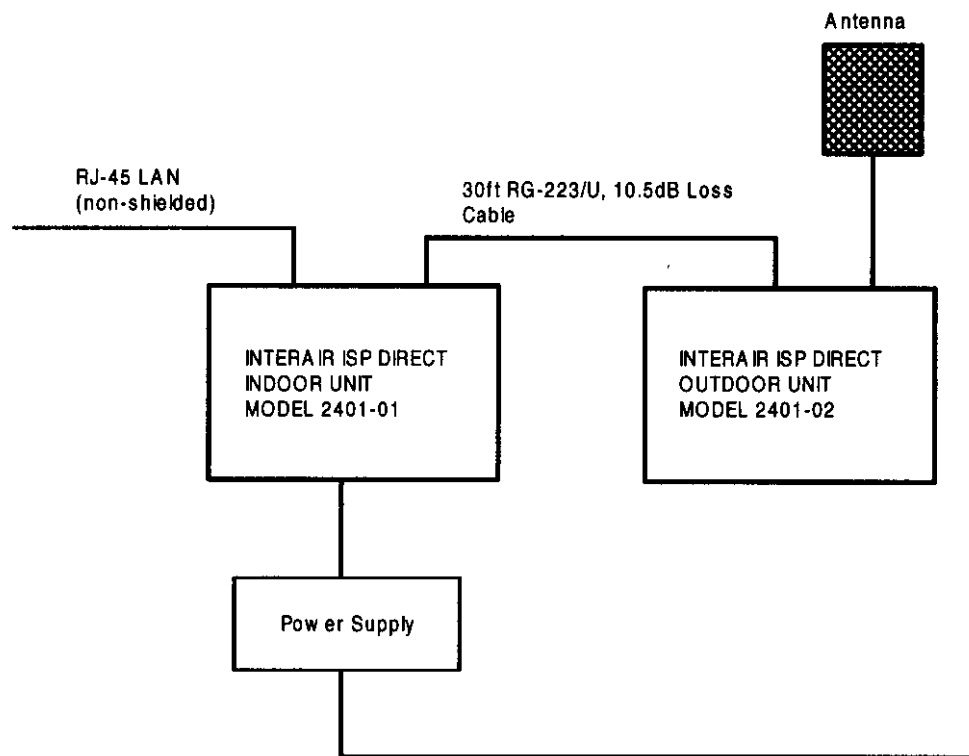 Antenna
RJ-45 LAN
(non-shielded)
30ft RG-223/U, 10.5dB Loss
Cable
INTERAIR ISP DIRECT
INDOOR UNIT
MODEL 2401-01
INTERAIR ISP DIRECT
OUTDOOR UNIT
MODEL 2401-02
Power Supply